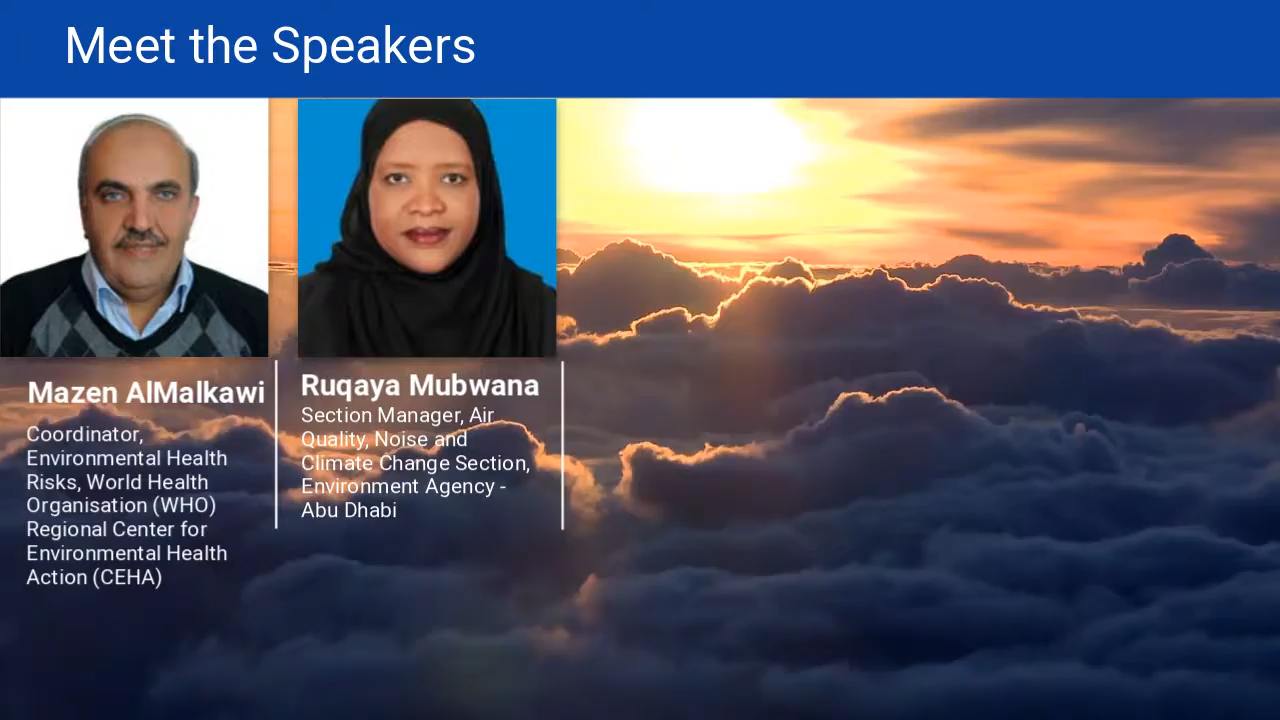 Meet the Speakers
Mazen AlMalkawi
Coordinator,
Environmental Health
Risks, World Health
Organisation (WHO)
Regional Center for
Environmental Health
Action (CEHA)
Ruqaya Mubwana
Section Manager, Air
Quality, Noise and
Climate Change Section,
Environment Agency -
Abu Dhabi